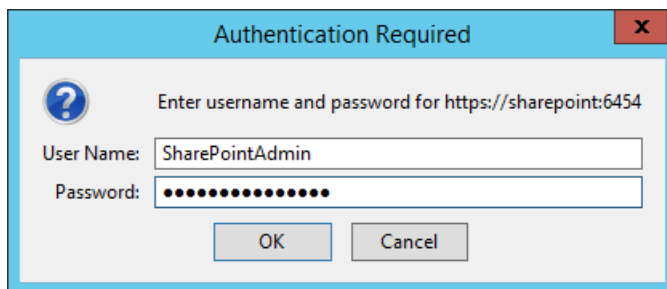 Authentication Required
X
?
Enter username and password for https://sharepoint:6454
User Name: SharePointAdmin
Password: •••••••••••••••
OK Cancel